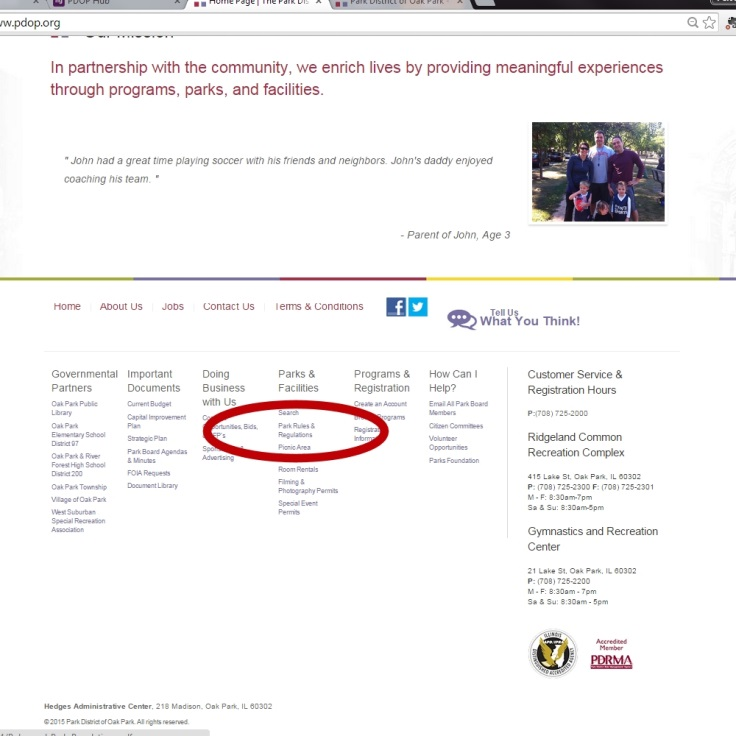 PDOP Hub
Home Page | The Park Dis
Park District of Oak Park -
w.pdop.org
Our Mission
In partnership with the community, we enrich lives by providing meaningful experiences
through programs, parks, and facilities.
" John had a great time playing soccer with his friends and neighbors. John's daddy enjoyed
coaching his team. "
- Parent of John, Age 3
Home
About Us
Jobs
Contact Us
Terms & Conditions
Tell Us
What You Think!
Governmental
Partners
Oak Park Public
Library
Oak Park
Elementary School
District 97
Oak Park & River
Forest High School
District 200
Oak Park Township
Village of Oak Park
West Suburban
Special Recreation
Association
Important
Documents
Current Budget
Capital Improvement
Plan
Strategic Plan
Park Board Agendas
& Minutes
FOIA Requests
Document Library
Doing
Business
with Us
portunities, Bids,
Advertising
Parks &
Facilities
Search
Park Rules &
Regulations
Picnic Area
Room Rentals
Filming &
Photography Permits
Special Event
Permits
Programs &
Registration
Create an Account
Programs
Registra
Inform
How Can I
Help?
Email All Park Board
Members
Citizen Committees
Volunteer
Opportunities
Parks Foundation
Customer Service &
Registration Hours
P:(708) 725-2000
Ridgeland Common
Recreation Complex
415 Lake St, Oak Park, IL 60302
P: (708) 725-2300 F: (708) 725-2301
M - F: 8:30am-7pm
Sa & Su: 8:30am-5pm
Gymnastics and Recreation
Center
21 Lake St, Oak Park, IL 60302
P: (708) 725-2200
M - F: 8:30am - 7pm
Sa & Su: 8:30am - 5pm
ILLINOIS
Accredited
Member
PDRMA
Hedges Administrative Center, 218 Madison, Oak Park, IL 60302
© 2015 Park District of Oak Park. All rights reserved.